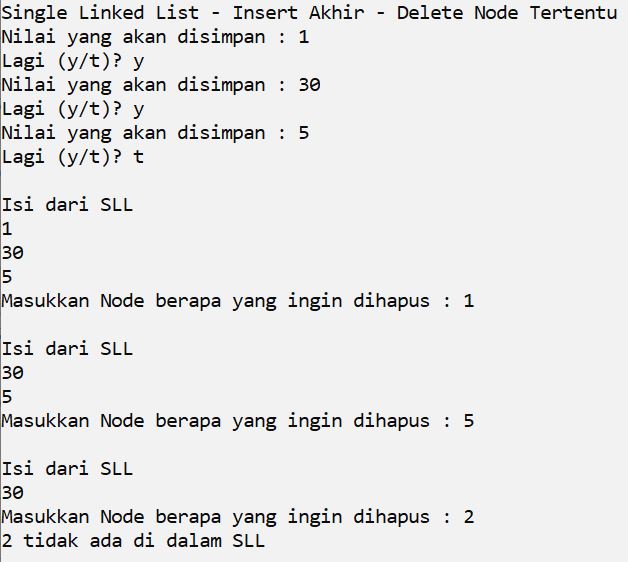 Single Linked List - Insert Akhir - Delete Node Tertentu
Nilai yang akan disimpan : 1
Lagi (y/t)? y
Nilai yang akan disimpan : 30
Lagi (y/t)? y
Nilai yang akan disimpan : 5
Lagi (y/t)? t
Isi dari SLL
1
30
5
Masukkan Node berapa yang ingin dihapus : 1
Isi dari SLL
30
5
Masukkan Node berapa yang ingin dihapus : 5
Isi dari SLL
30
Masukkan Node berapa yang ingin dihapus : 2
2 tidak ada di dalam SLL